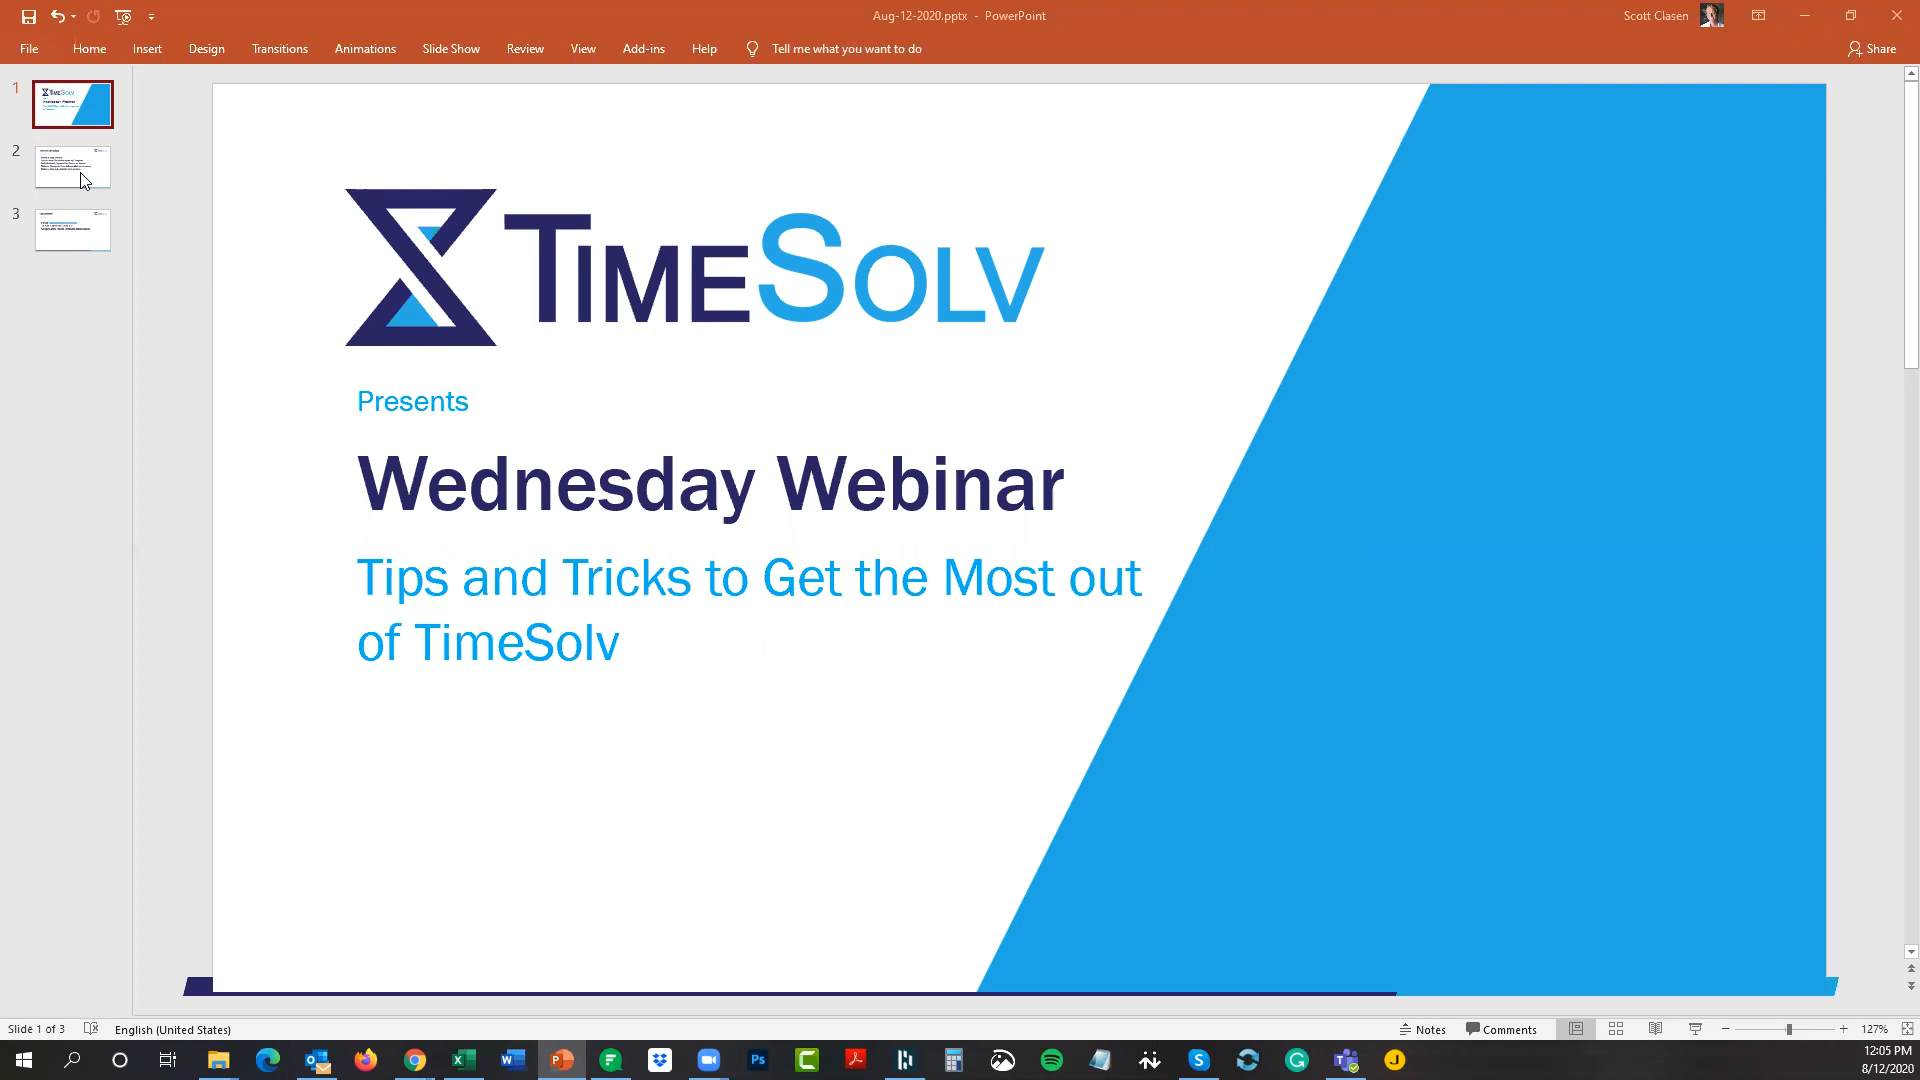 Aug-12-2020.pptx - PowerPoint
Scott Clasen
File Home Insert Design Transitions Animations Slide Show Review View Add-ins Help Tell me what you want to do Share
1
TIMESOLV
2
3
TIMESOLV
Presents
Wednesday Webinar
Tips and Tricks to Get the Most out
of TimeSolv
Slide 1 of 3 English (United States) Notes Comments 127%
12:05 PM
8/12/2020